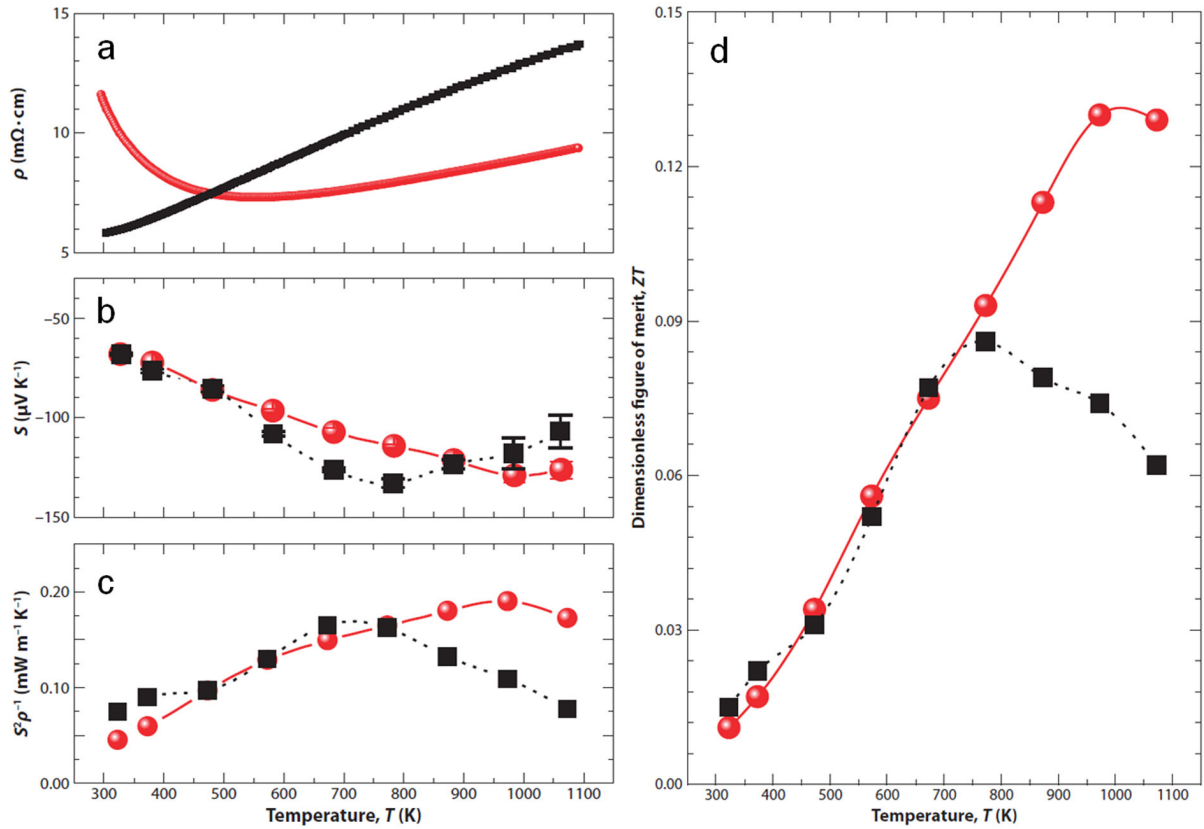 a
15
10
5
ρ (mΩ·cm)
b
−50
−100
−150
S (μV K⁻¹)
c
0.20
0.10
0.00
S²ρ⁻¹ (mW m⁻¹ K⁻¹)
300 400 500 600 700 800 900 1000 1100
Temperature, T (K)
d
0.15
0.12
0.09
0.06
0.03
0.00
Dimensionless figure of merit, ZT
300 400 500 600 700 800 900 1000 1100
Temperature, T (K)